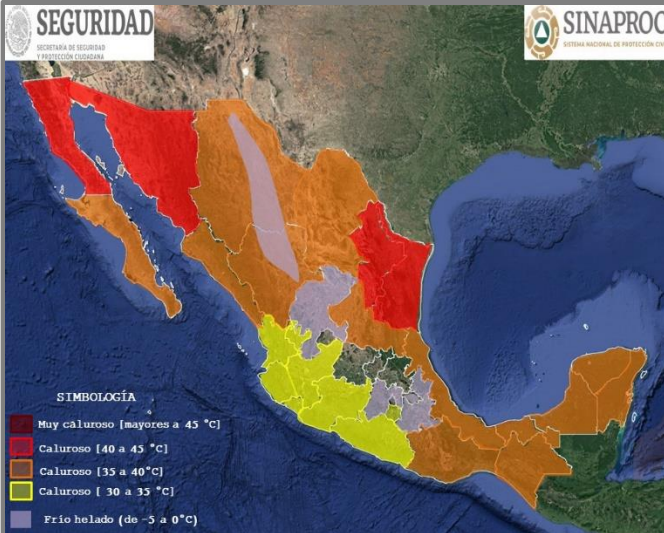 SEGURIDAD
SECRETARÍA DE SEGURIDAD
Y PROTECCIÓN CIUDADANA
SINAPROC
SISTEMA NACIONAL DE PROTECCIÓN
SIMBOLOGÍA
Muy caluroso [mayores a 45 °C]
Caluroso [40 a 45 °C]
Caluroso [35 a 40°C]
Caluroso [ 30 a 35 °C]
Frío helado (de -5 a 0°C)